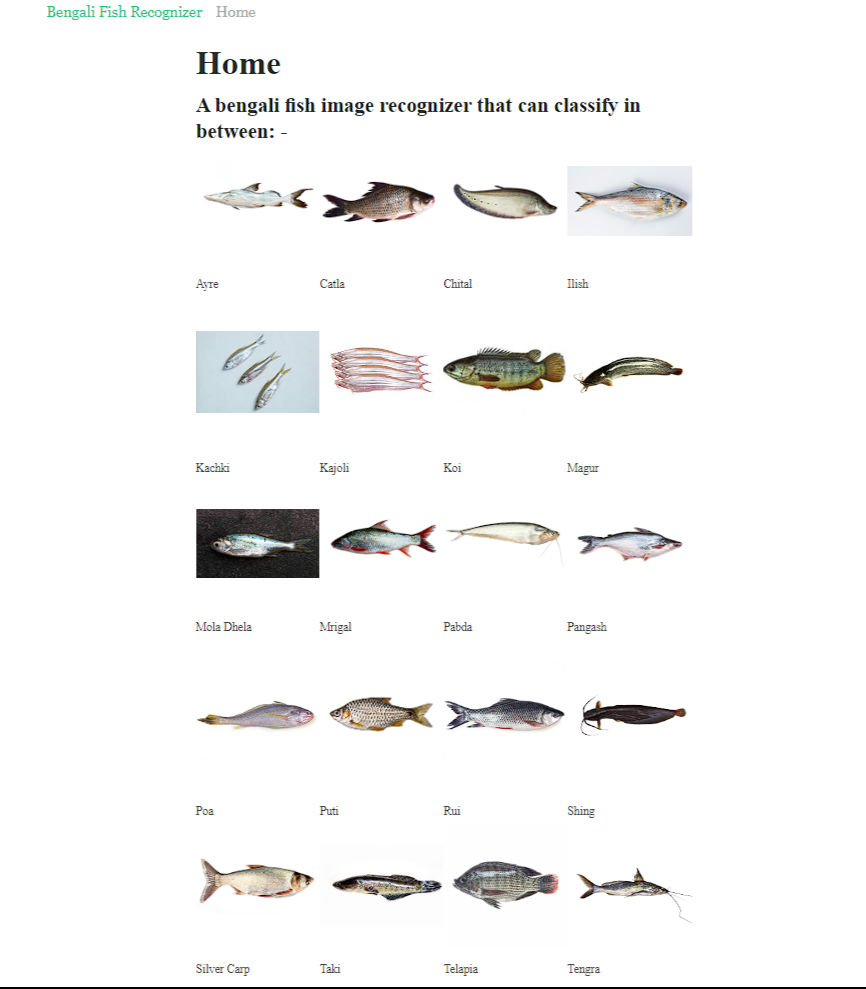 Bengali Fish Recognizer Home
Home
A bengali fish image recognizer that can classify in
between: -
Ayre Catla Chital Ilish
Kachki Kajoli Koi Magur
Mola Dhela Mrigal Pabda Pangash
Poa Puti Rui Shing
Silver Carp Taki Telapia Tengra